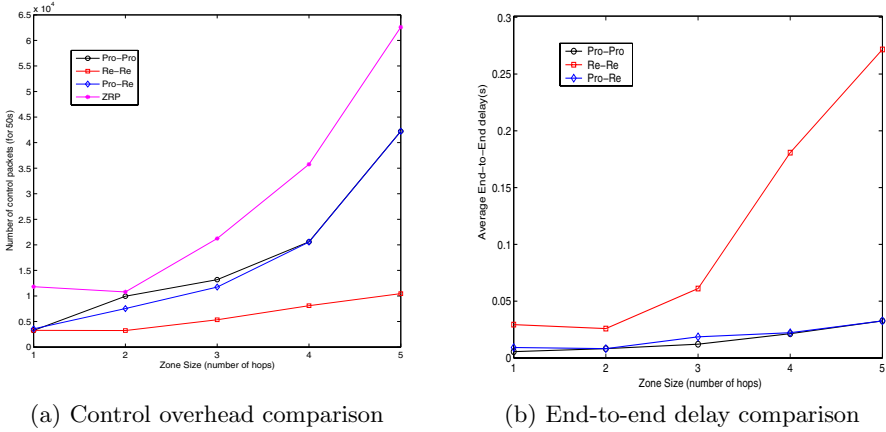 6.5 x 10⁴
6
5.5
5
4.5
4
3.5
3
2.5
2
1.5
1
0.5
0
Number of control packets (for 50s)
Pro−Pro
Re−Re
Pro−Re
ZRP
1 2 3 4 5
Zone Size (number of hops)
(a) Control overhead comparison
0.3
0.25
0.2
0.15
0.1
0.05
0
Average End−to−End delay(s)
Pro−Pro
Re−Re
Pro−Re
1 2 3 4 5
Zone Size (number of hops)
(b) End-to-end delay comparison